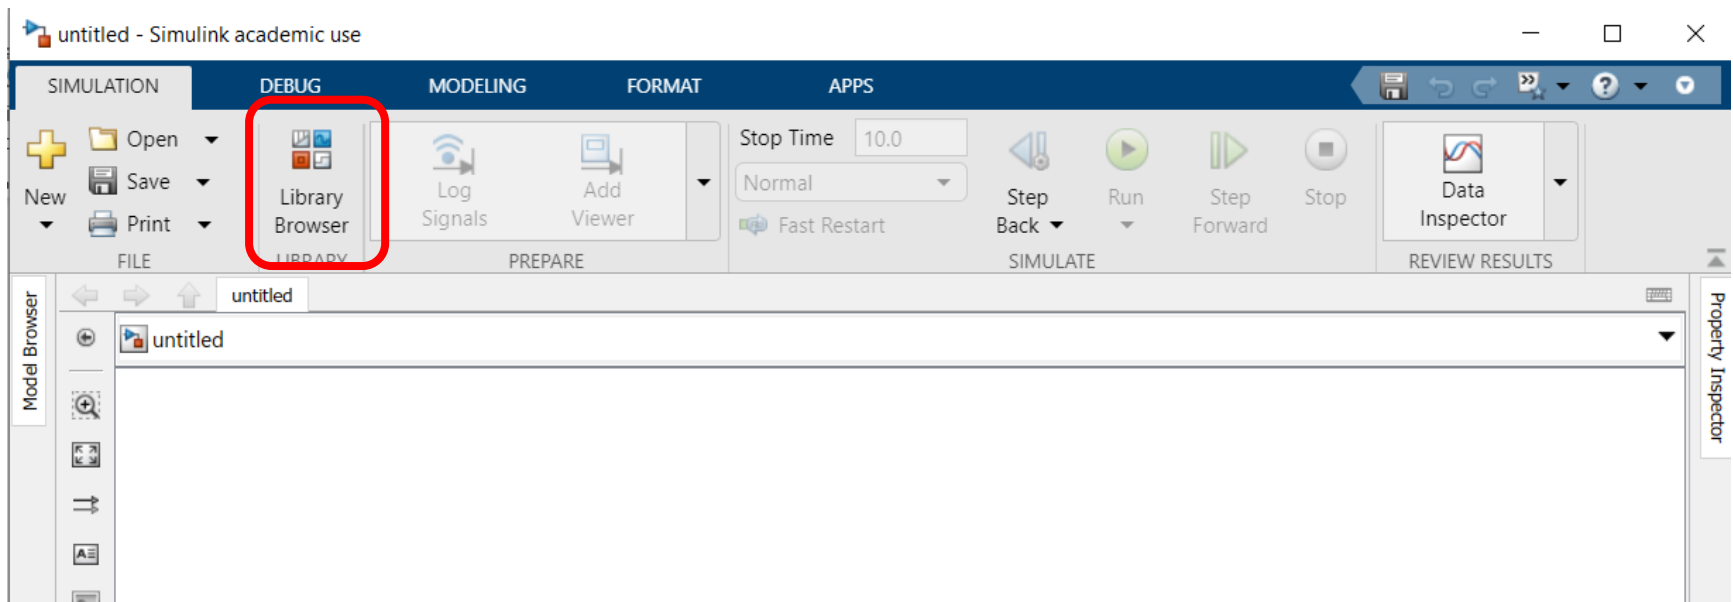 untitled - Simulink academic use
SIMULATION DEBUG MODELING FORMAT APPS
New
Open
Save
Print
FILE
Library
Browser
LIBRARY
Log
Signals
Add
Viewer
PREPARE
Stop Time 10.0
Normal
Fast Restart
Step
Back
Run
Step
Forward
Stop
SIMULATE
Data
Inspector
REVIEW RESULTS
Model Browser
untitled
untitled
Property Inspector